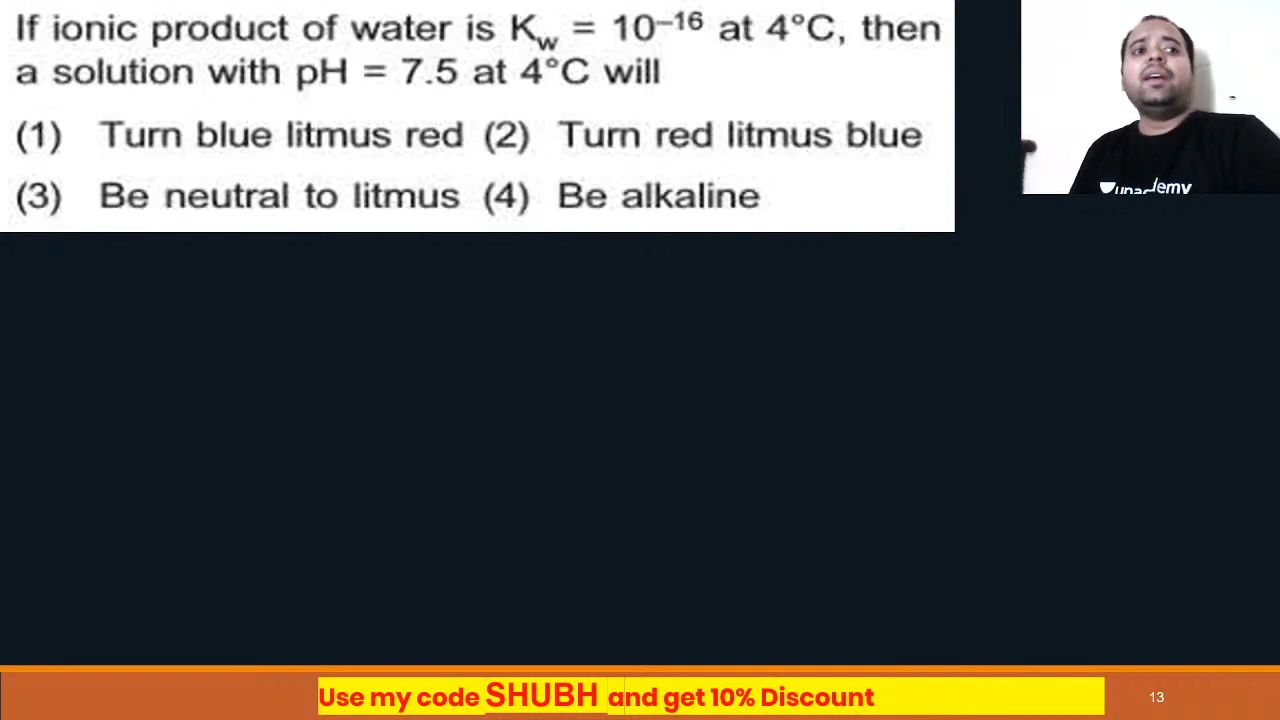 If ionic product of water is Kw = 10⁻¹⁶ at 4°C, then
a solution with pH = 7.5 at 4°C will
(1) Turn blue litmus red (2) Turn red litmus blue
(3) Be neutral to litmus (4) Be alkaline
unacademy
Use my code SHUBH and get 10% Discount
13